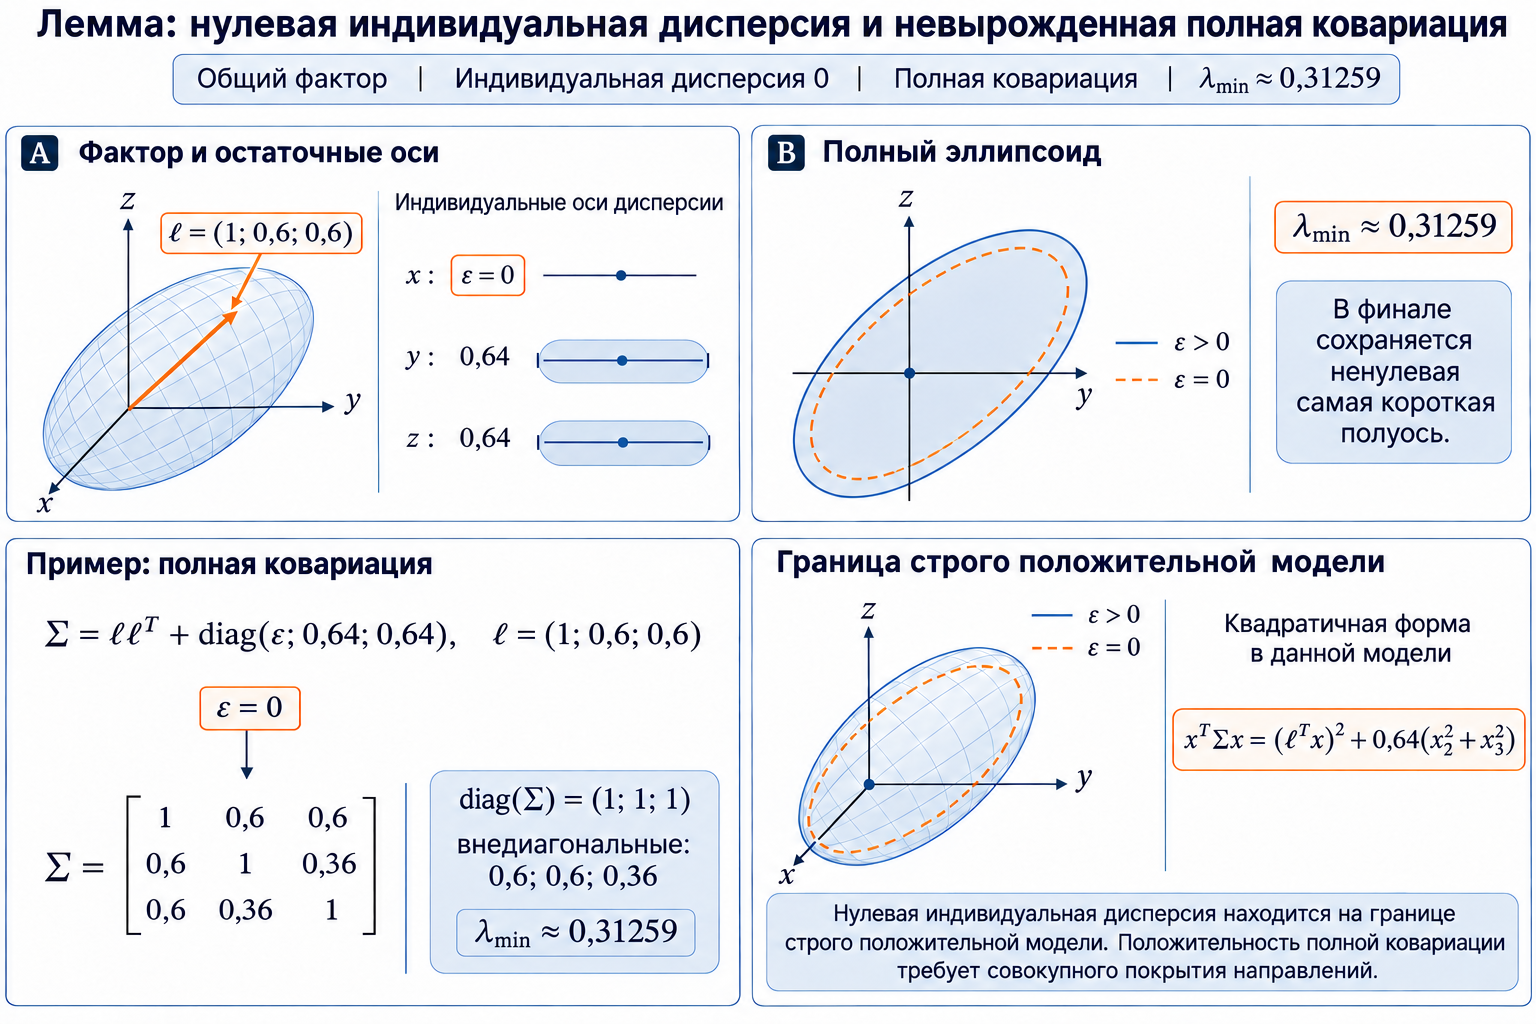 Лемма: нулевая индивидуальная дисперсия и невырожденная полная ковариация
Общий фактор | Индивидуальная дисперсия 0 | Полная ковариация | λmin ≈ 0,31259
A Фактор и остаточные оси
z
ℓ = (1; 0,6; 0,6)
y
x
Индивидуальные оси дисперсии
x : ε = 0
y : 0,64
z : 0,64
B Полный эллипсоид
z
y
ε > 0
ε = 0
λmin ≈ 0,31259
В финале
сохраняется
ненулевая
самая короткая
полуось.
Пример: полная ковариация
Σ = ℓℓᵀ + diag(ε; 0,64; 0,64), ℓ = (1; 0,6; 0,6)
ε = 0
Σ =
1 0,6 0,6
0,6 1 0,36
0,6 0,36 1
diag(Σ) = (1; 1; 1)
внедиагональные:
0,6; 0,6; 0,36
λmin ≈ 0,31259
Граница строго положительной модели
z
y
x
ε > 0
ε = 0
Квадратичная форма
в данной модели
xᵀΣx = (ℓᵀx)² + 0,64(x₂² + x₃²)
Нулевая индивидуальная дисперсия находится на границе
строго положительной модели. Положительность полной ковариации
требует совокупного покрытия направлений.